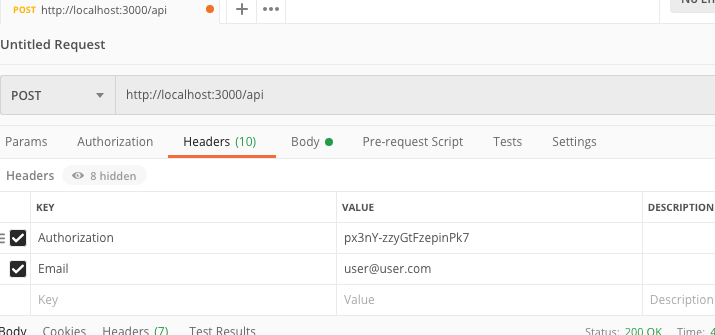 POST http://localhost:3000/api
Untitled Request
POST http://localhost:3000/api
Params Authorization Headers (10) Body Pre-request Script Tests Settings
Headers 8 hidden
KEY VALUE DESCRIPTION
Authorization px3nY-zzyGtFzepinPk7
Email user@user.com
Key Value Description
Body Cookies Headers (7) Test Results Status: 200 OK Time: 4